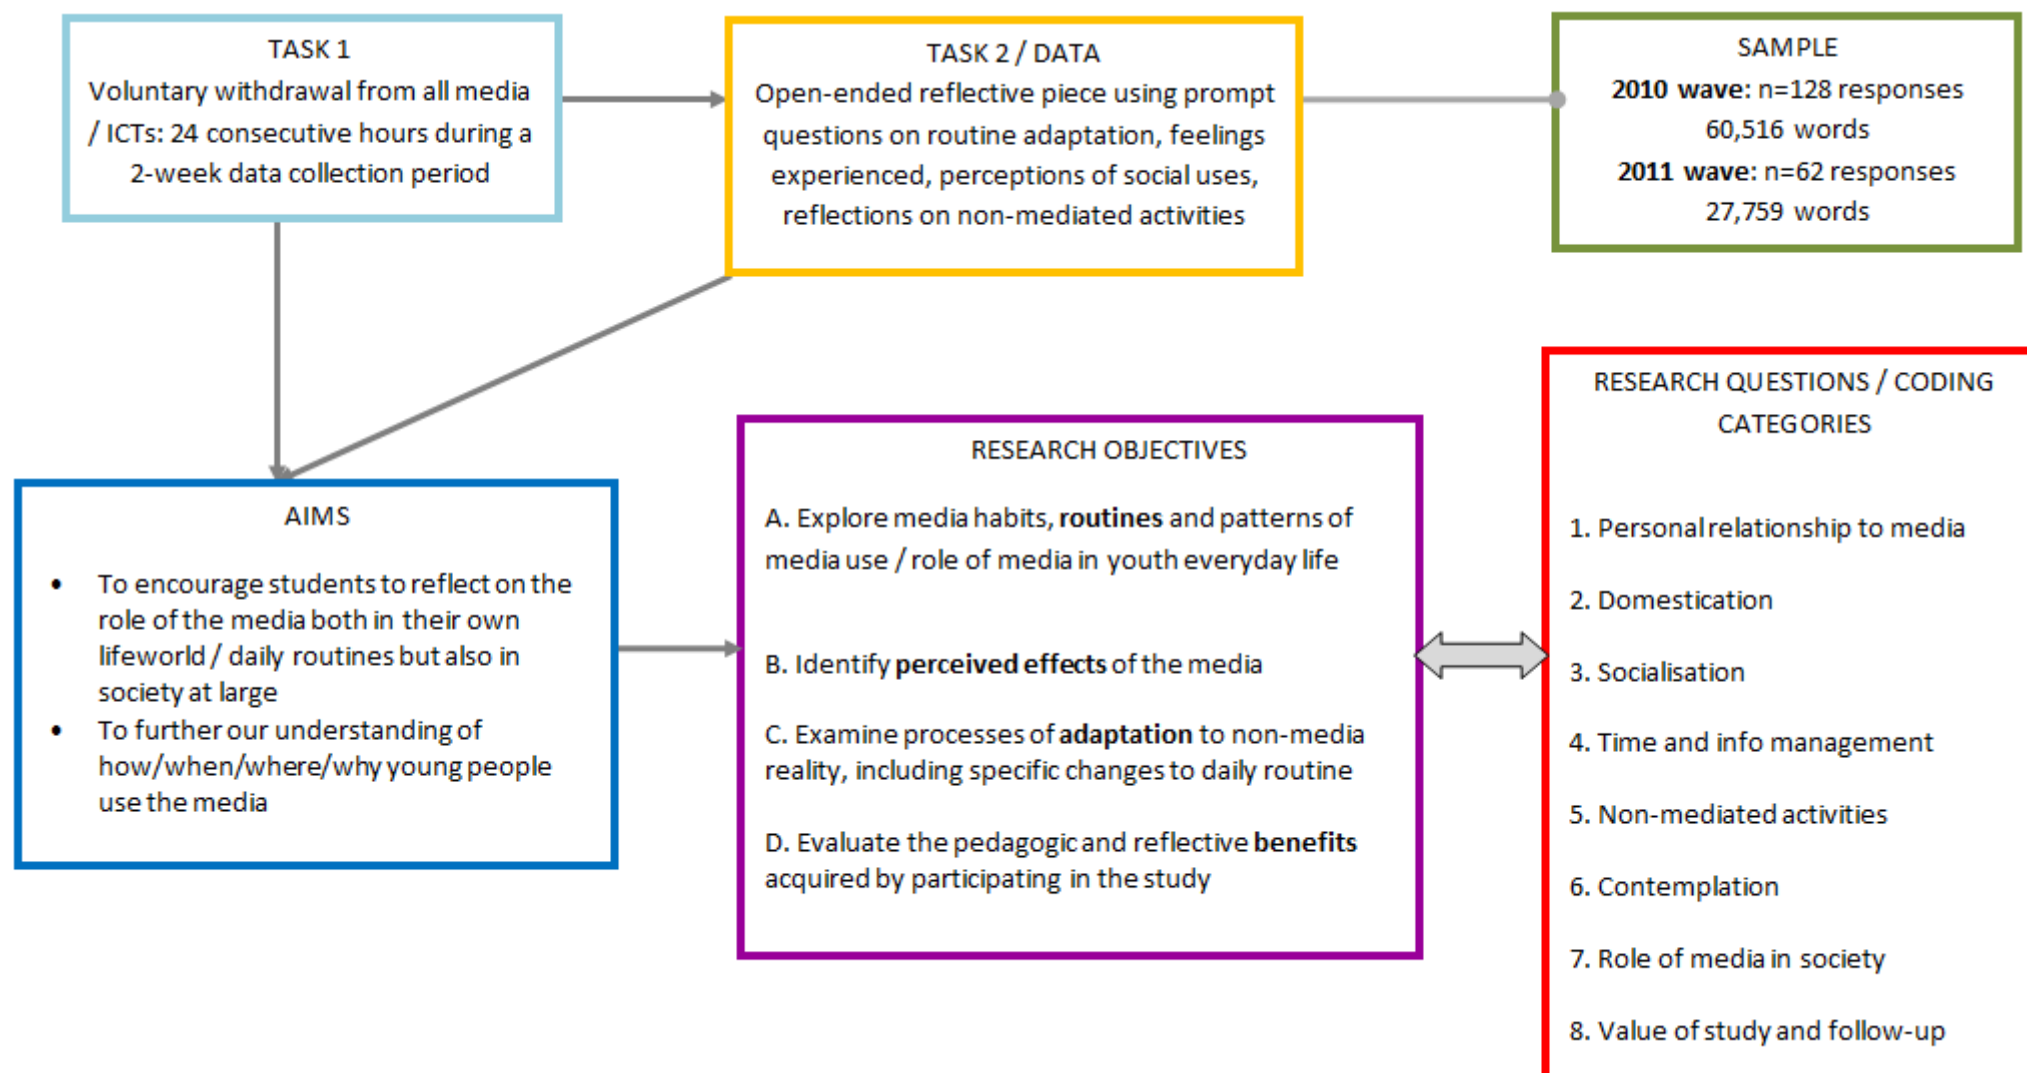 TASK 1
Voluntary withdrawal from all media
/ ICTs: 24 consecutive hours during a
2-week data collection period
TASK 2 / DATA
Open-ended reflective piece using prompt
questions on routine adaptation, feelings
experienced, perceptions of social uses,
reflections on non-mediated activities
SAMPLE
2010 wave: n=128 responses
60,516 words
2011 wave: n=62 responses
27,759 words
AIMS
• To encourage students to reflect on the
role of the media both in their own
lifeworld / daily routines but also in
society at large
• To further our understanding of
how/when/where/why young people
use the media
RESEARCH OBJECTIVES
A. Explore media habits, routines and patterns of
media use / role of media in youth everyday life
B. Identify perceived effects of the media
C. Examine processes of adaptation to non-media
reality, including specific changes to daily routine
D. Evaluate the pedagogic and reflective benefits
acquired by participating in the study
RESEARCH QUESTIONS / CODING
CATEGORIES
1. Personal relationship to media
2. Domestication
3. Socialisation
4. Time and info management
5. Non-mediated activities
6. Contemplation
7. Role of media in society
8. Value of study and follow-up